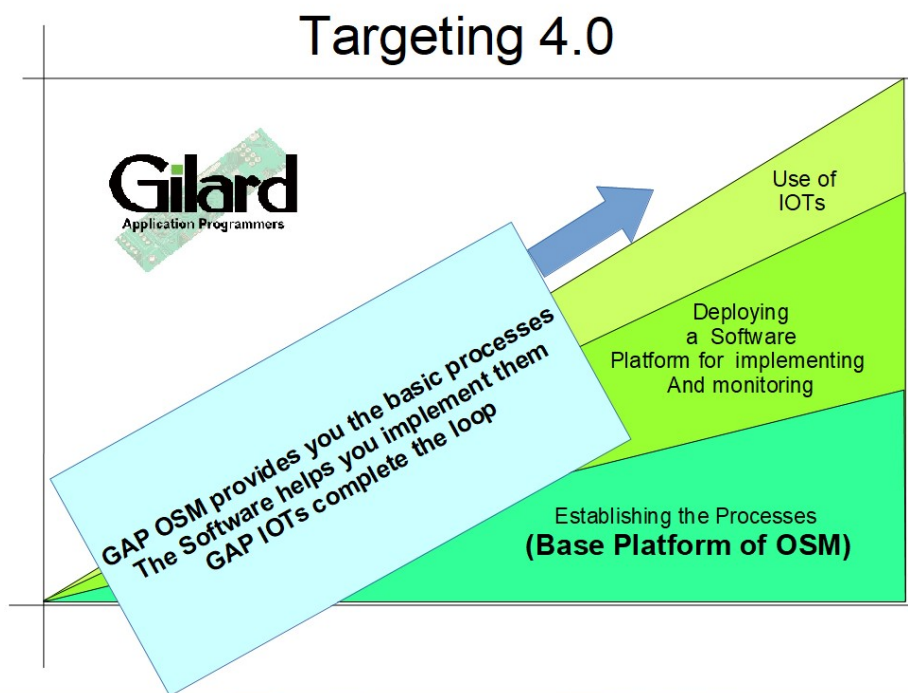 Targeting 4.0
Gilard
Application Programmers
Use of
IOTs
Deploying
a Software
Platform for implementing
And monitoring
GAP OSM provides you the basic processes
The Software helps you implement them
GAP IOTs complete the loop
Establishing the Processes
(Base Platform of OSM)